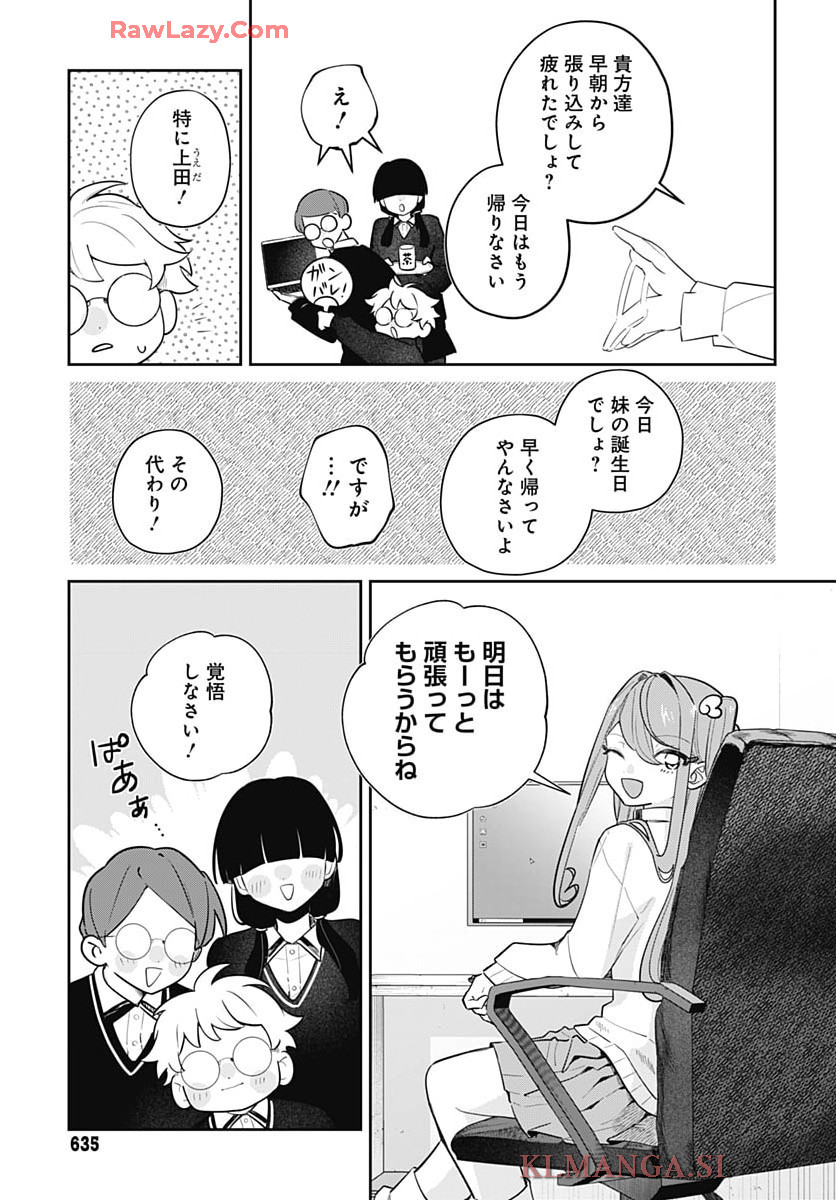 RawLazy.Com
貴方達
早朝から
張り込みして
疲れたでしょ?
今日はもう
帰りなさい
え!
茶
ガシッ
特に上田!
うえだ
今日
妹の誕生日
でしょ?
早く帰って
やんなさいよ
ですが
…!!
その
代わり!
明日は
もーっと
頑張って
もらうからね
覚悟
しなさい!
ぱあぁ…
635
KLMANGA.SI